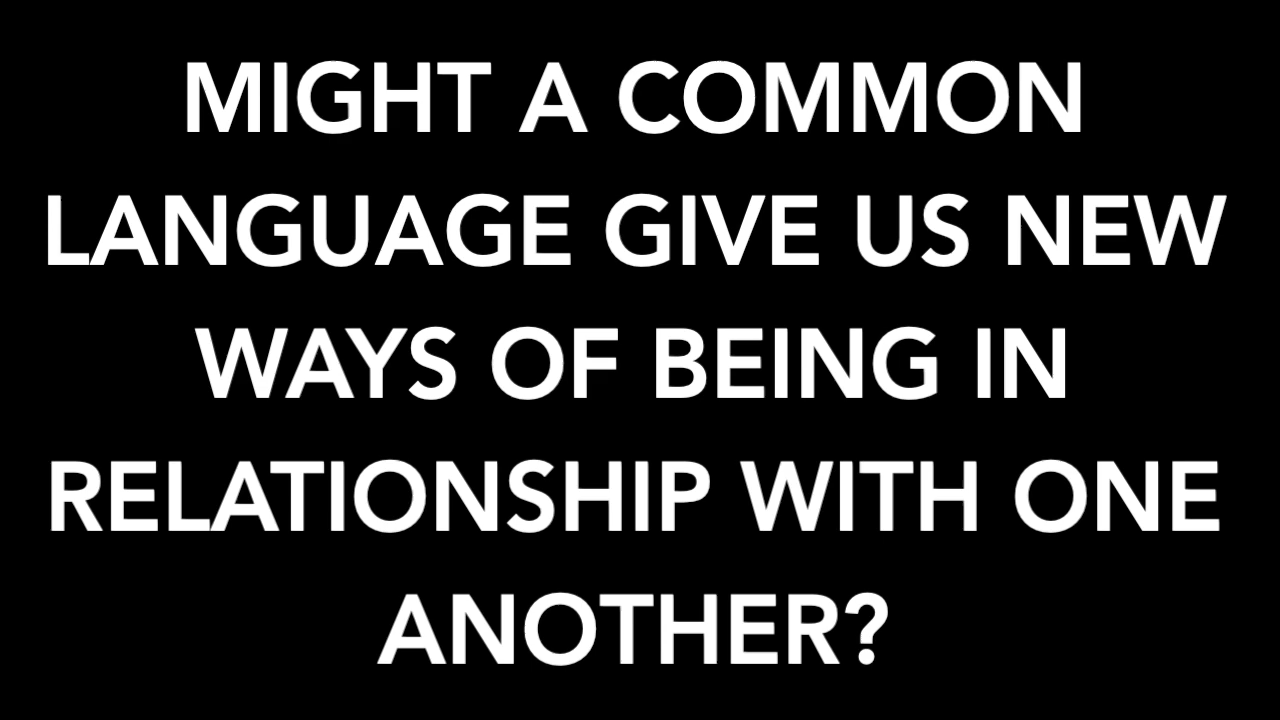 MIGHT A COMMON
LANGUAGE GIVE US NEW
WAYS OF BEING IN
RELATIONSHIP WITH ONE
ANOTHER?